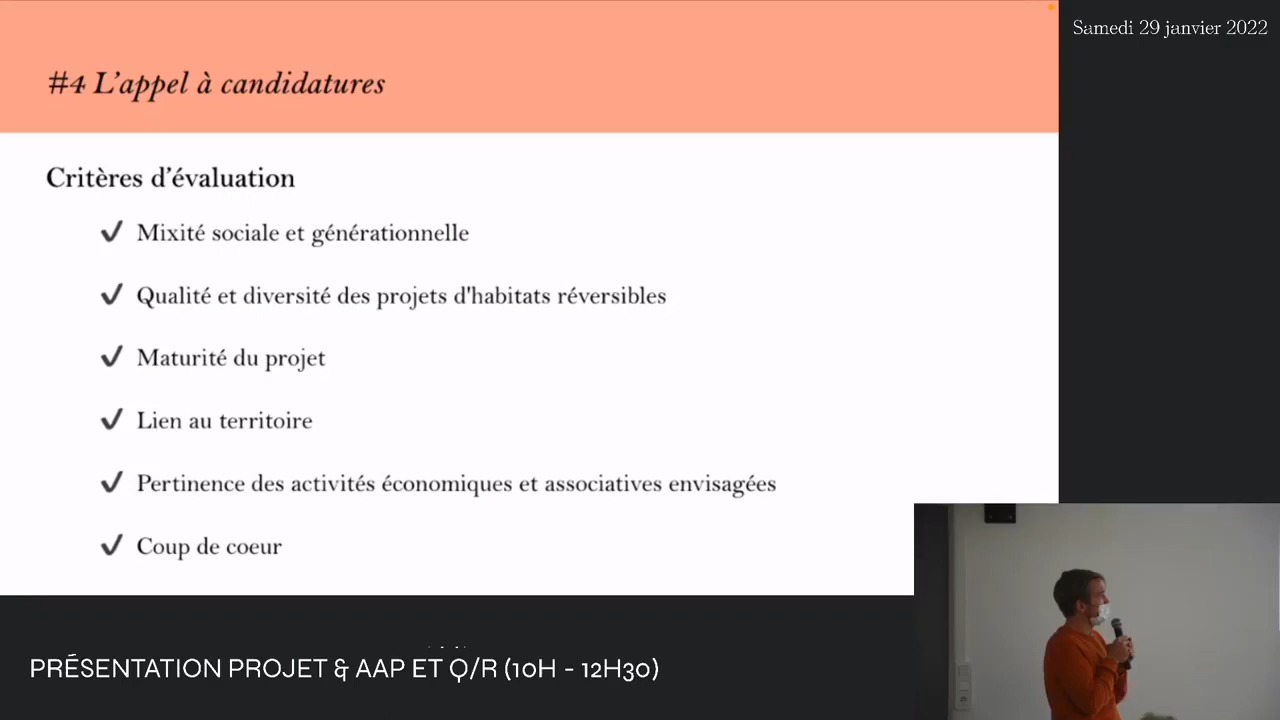 Samedi 29 janvier 2022
#4 L'appel à candidatures
Critères d'évaluation
✓ Mixité sociale et générationnelle
✓ Qualité et diversité des projets d'habitats réversibles
✓ Maturité du projet
✓ Lien au territoire
✓ Pertinence des activités économiques et associatives envisagées
✓ Coup de coeur
PRÉSENTATION PROJET & AAP ET Q/R (10H - 12H30)